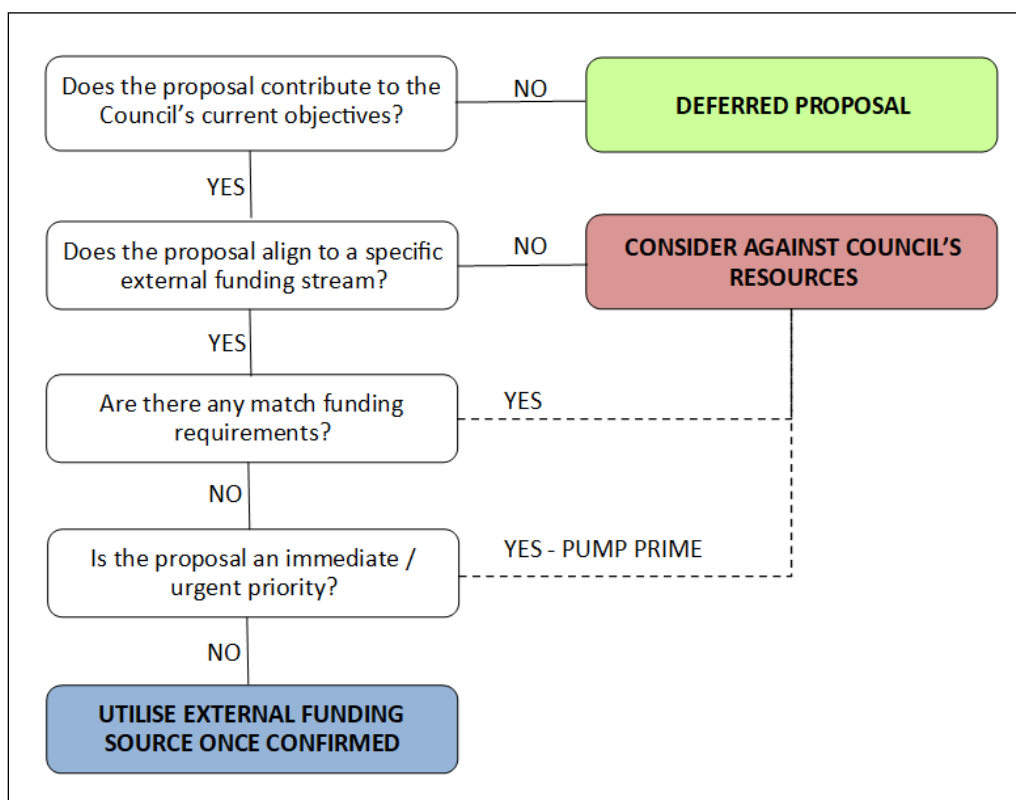 Does the proposal contribute to the
Council’s current objectives?
NO
DEFERRED PROPOSAL
YES
Does the proposal align to a specific
external funding stream?
NO
CONSIDER AGAINST COUNCIL’S
RESOURCES
YES
Are there any match funding
requirements?
YES
NO
Is the proposal an immediate /
urgent priority?
YES - PUMP PRIME
NO
UTILISE EXTERNAL FUNDING
SOURCE ONCE CONFIRMED